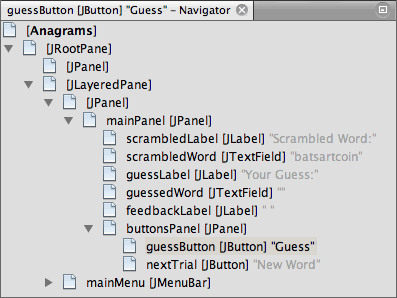 guessButton [JButton] "Guess" – Navigator
[Anagrams]
[JRootPane]
[JPanel]
[JLayeredPane]
[JPanel]
mainPanel [JPanel]
scrambledLabel [JLabel] "Scrambled Word:"
scrambledWord [JTextField] "batsartcoin"
guessLabel [JLabel] "Your Guess:"
guessedWord [JTextField] ""
feedbackLabel [JLabel] " "
buttonsPanel [JPanel]
guessButton [JButton] "Guess"
nextTrial [JButton] "New Word"
mainMenu [JMenuBar]